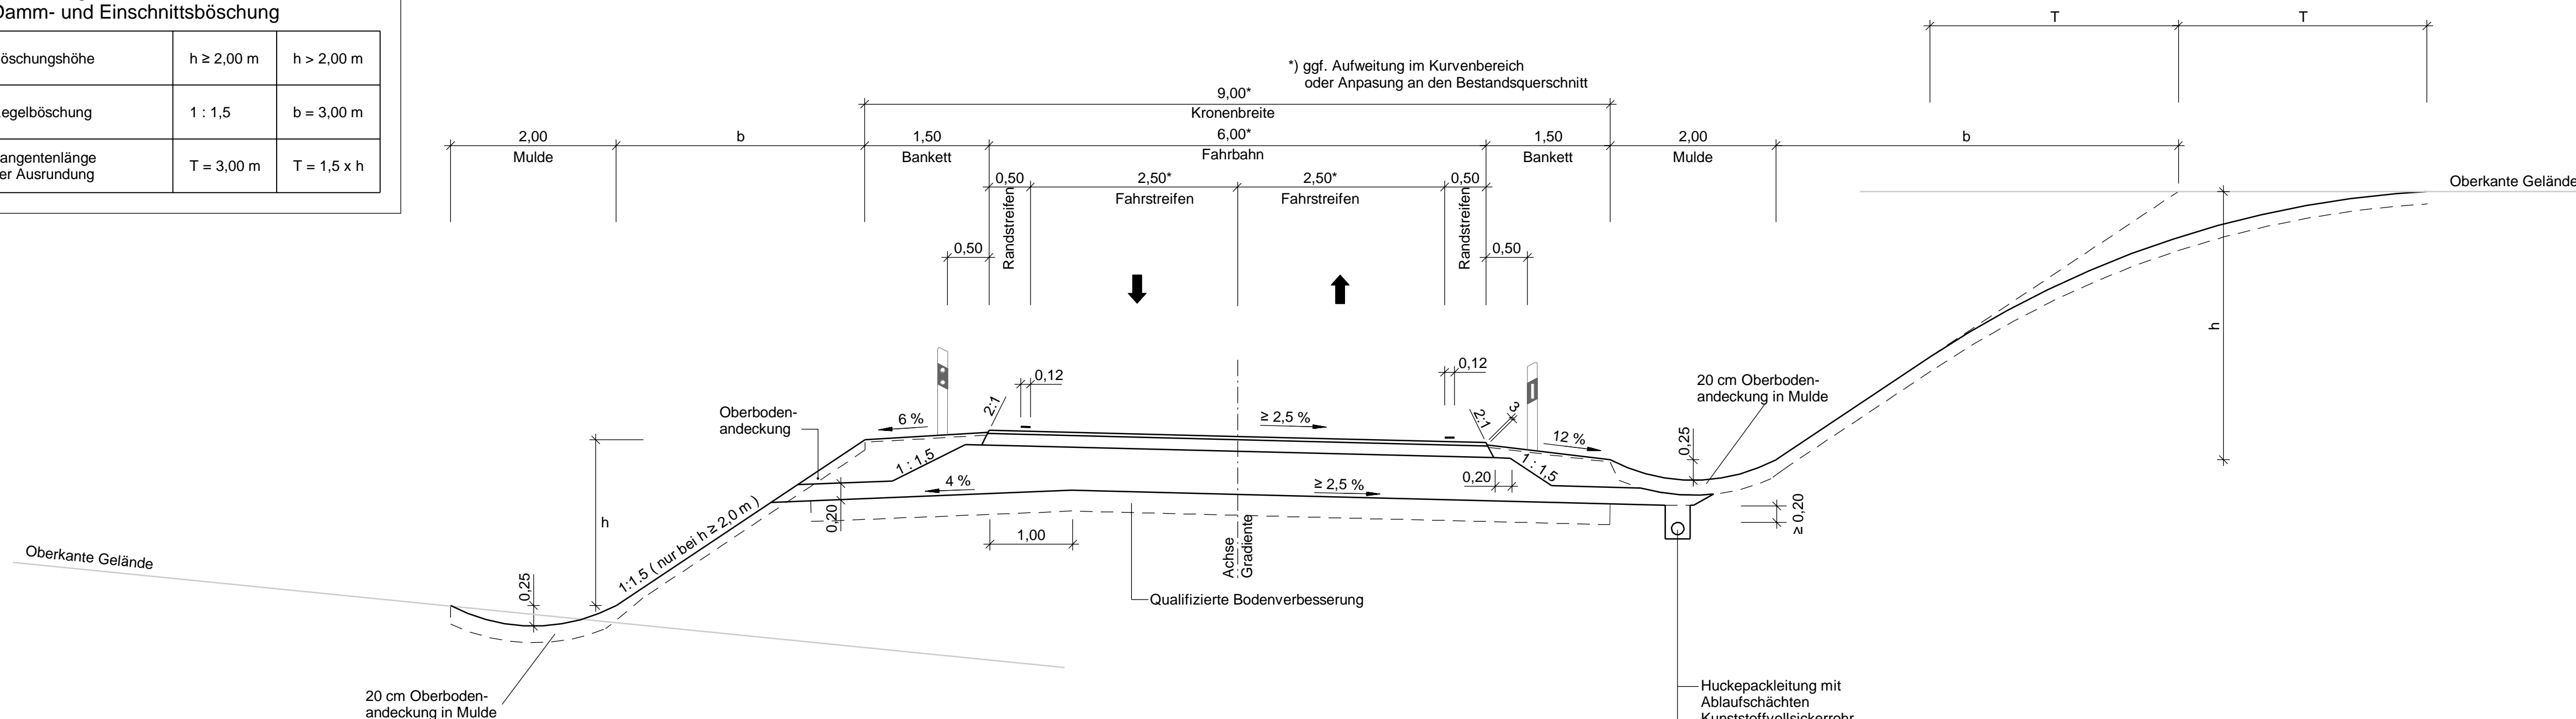 Damm- und Einschnittsböschung
öschungshöhe
h ≥ 2,00 m
h > 2,00 m
egelböschung
1 : 1,5
b = 3,00 m
angentenlänge
er Ausrundung
T = 3,00 m
T = 1,5 x h
T
T
*) ggf. Aufweitung im Kurvenbereich
oder Anpasung an den Bestandsquerschnitt
9,00*
Kronenbreite
2,00
Mulde
b
1,50
Bankett
6,00*
Fahrbahn
1,50
Bankett
2,00
Mulde
b
0,50
Randstreifen
2,50*
Fahrstreifen
2,50*
Fahrstreifen
0,50
Randstreifen
Oberkante Gelände
0,50
0,50
h
0,12
0,12
20 cm Oberboden-
andeckung in Mulde
Oberboden-
andeckung
6 %
2:1
≥ 2,5 %
2:1
3
12 %
0,25
1 : 1,5
1 : 1,5
4 %
≥ 2,5 %
0,20
0,20
≥ 0,20
h
1:1,5 ( nur bei h ≥ 2,0 m )
1,00
Achse
Gradiente
Oberkante Gelände
0,25
Qualifizierte Bodenverbesserung
20 cm Oberboden-
andeckung in Mulde
Huckepackleitung mit
Ablaufschächten
Kunststoffvollsickerrohr